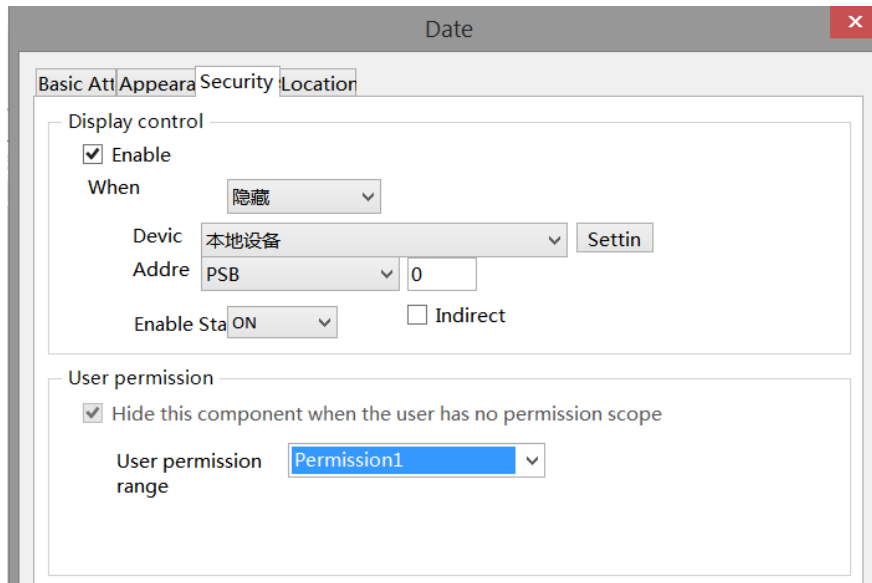 Date
Basic Att Appeara Security Location
Display control
Enable
When 隐藏
Devic 本地设备 Settin
Addre PSB 0
Enable Sta ON Indirect
User permission
Hide this component when the user has no permission scope
User permission Permission1
range